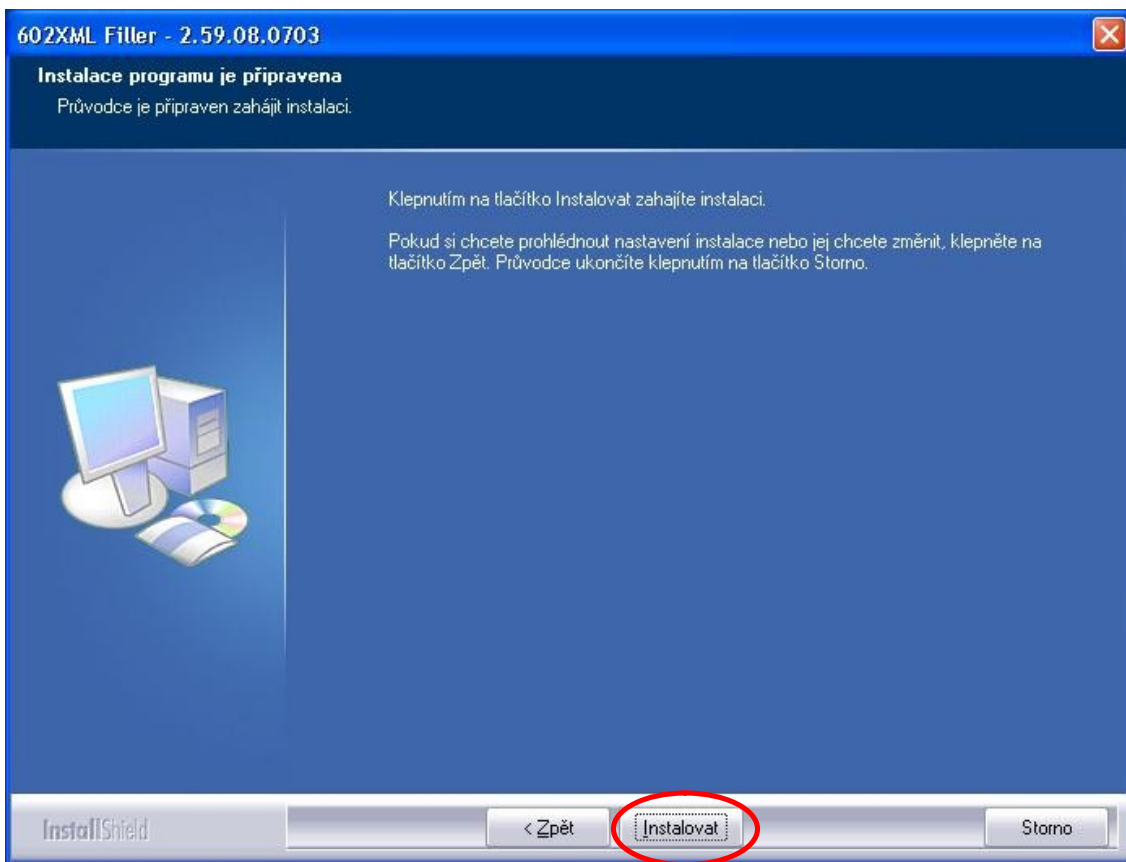 602XML Filler - 2.59.08.0703
Instalace programu je připravena
Průvodce je připraven zahájit instalaci.
Klepnutím na tlačítko Instalovat zahajíte instalaci.
Pokud si chcete prohlédnout nastavení instalace nebo jej chcete změnit, klepněte na
tlačítko Zpět. Průvodce ukončíte klepnutím na tlačítko Storno.
InstallShield
< Zpět
Instalovat
Storno